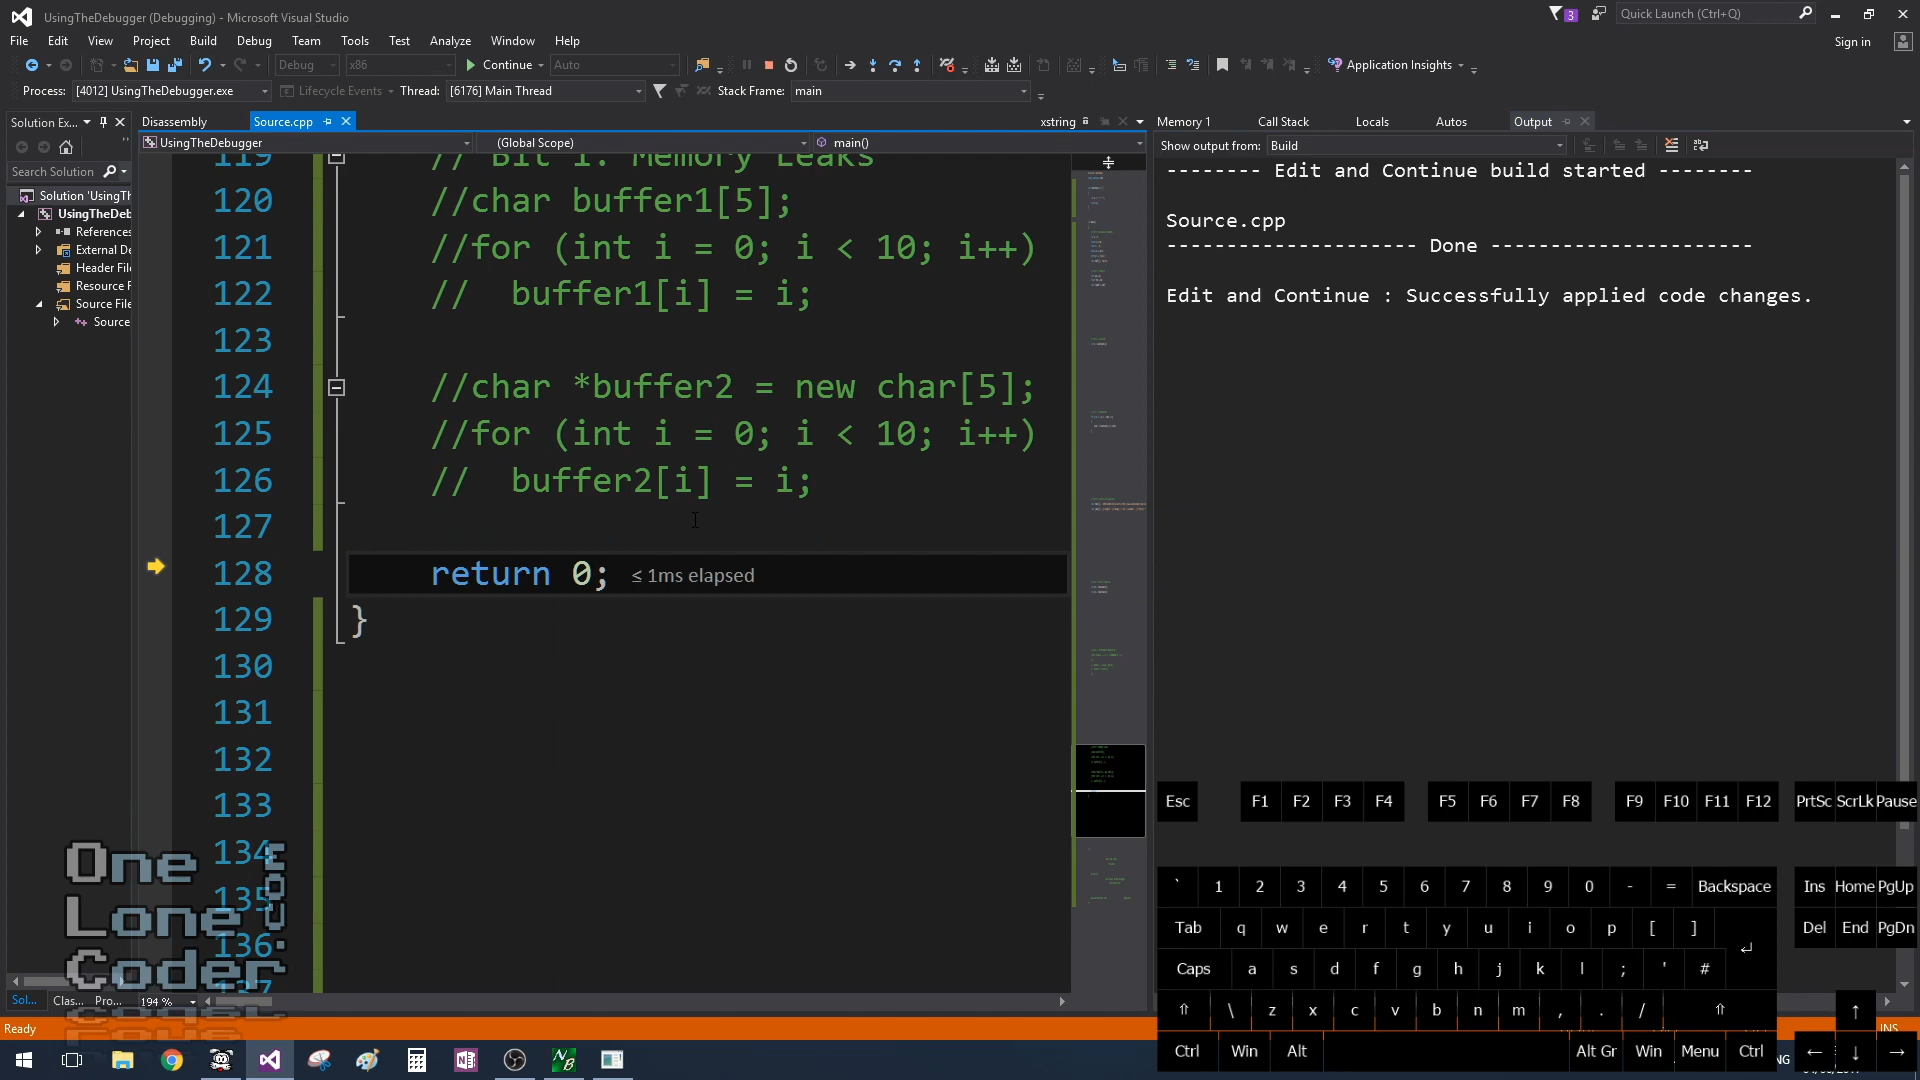 UsingTheDebugger (Debugging) - Microsoft Visual Studio
3
Quick Launch (Ctrl+Q)
File Edit View Project Build Debug Team Tools Test Analyze Window Help
Sign in
Debug x86 Continue Auto Application Insights
Process: [4012] UsingTheDebugger.exe Lifecycle Events Thread: [6176] Main Thread Stack Frame: main
Solution Ex... Disassembly Source.cpp xstring Memory 1 Call Stack Locals Autos Output
UsingTheDebugger (Global Scope) main()
Show output from: Build
Search Solution
Solution 'UsingTh
UsingTheDeb
References
External De
Header File
Resource F
Source File
Source
119 // Bit 1: Memory Leaks
120 //char buffer1[5];
121 //for (int i = 0; i < 10; i++)
122 // buffer1[i] = i;
123
124 //char *buffer2 = new char[5];
125 //for (int i = 0; i < 10; i++)
126 // buffer2[i] = i;
127
128 return 0; ≤ 1ms elapsed
129 }
130
131
132
133
134
135
136
137
-------- Edit and Continue build started --------
Source.cpp
--------------------- Done ---------------------
Edit and Continue : Successfully applied code changes.
One
Lone
Coder
.com
Sol... Clas... Pro... 194 %
Ready
INS
Esc F1 F2 F3 F4 F5 F6 F7 F8 F9 F10 F11 F12 PrtSc ScrLk Pause
` 1 2 3 4 5 6 7 8 9 0 - = Backspace Ins Home PgUp
Tab q w e r t y u i o p [ ] ↵ Del End PgDn
Caps a s d f g h j k l ; ' #
⇧ \ z x c v b n m , . / ⇧ ↑
Ctrl Win Alt Alt Gr Win Menu Ctrl ← ↓ →